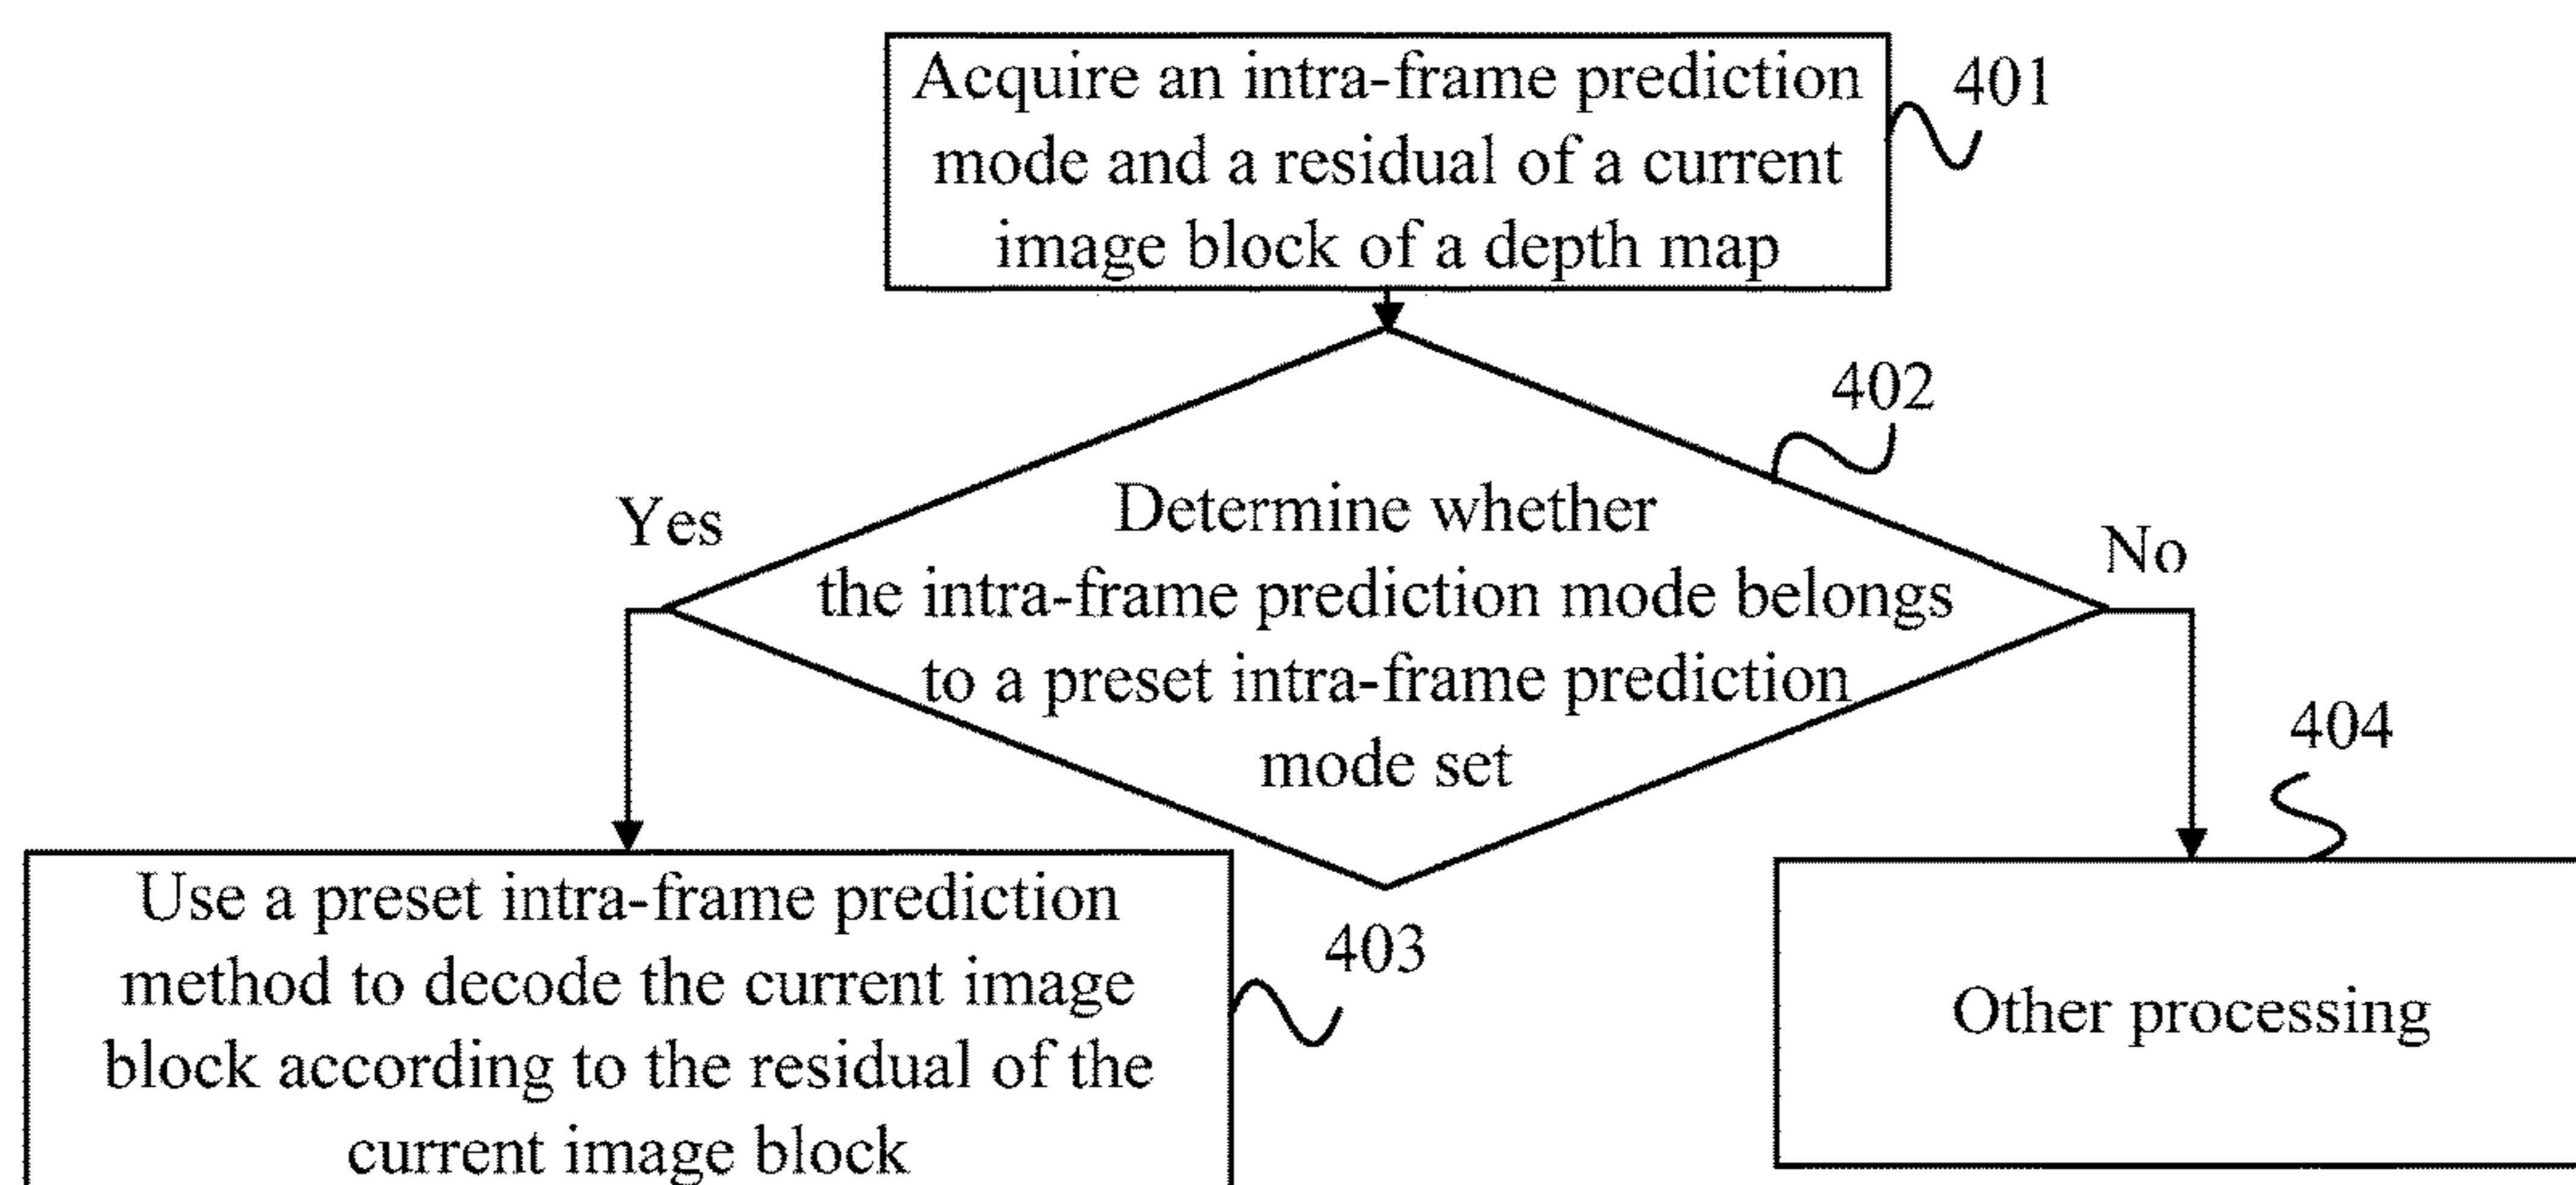 Acquire an intra-frame prediction
mode and a residual of a current
image block of a depth map
401
402
Determine whether
the intra-frame prediction mode belongs
to a preset intra-frame prediction
mode set
Yes
No
Use a preset intra-frame prediction
method to decode the current image
block according to the residual of the
current image block
403
404
Other processing